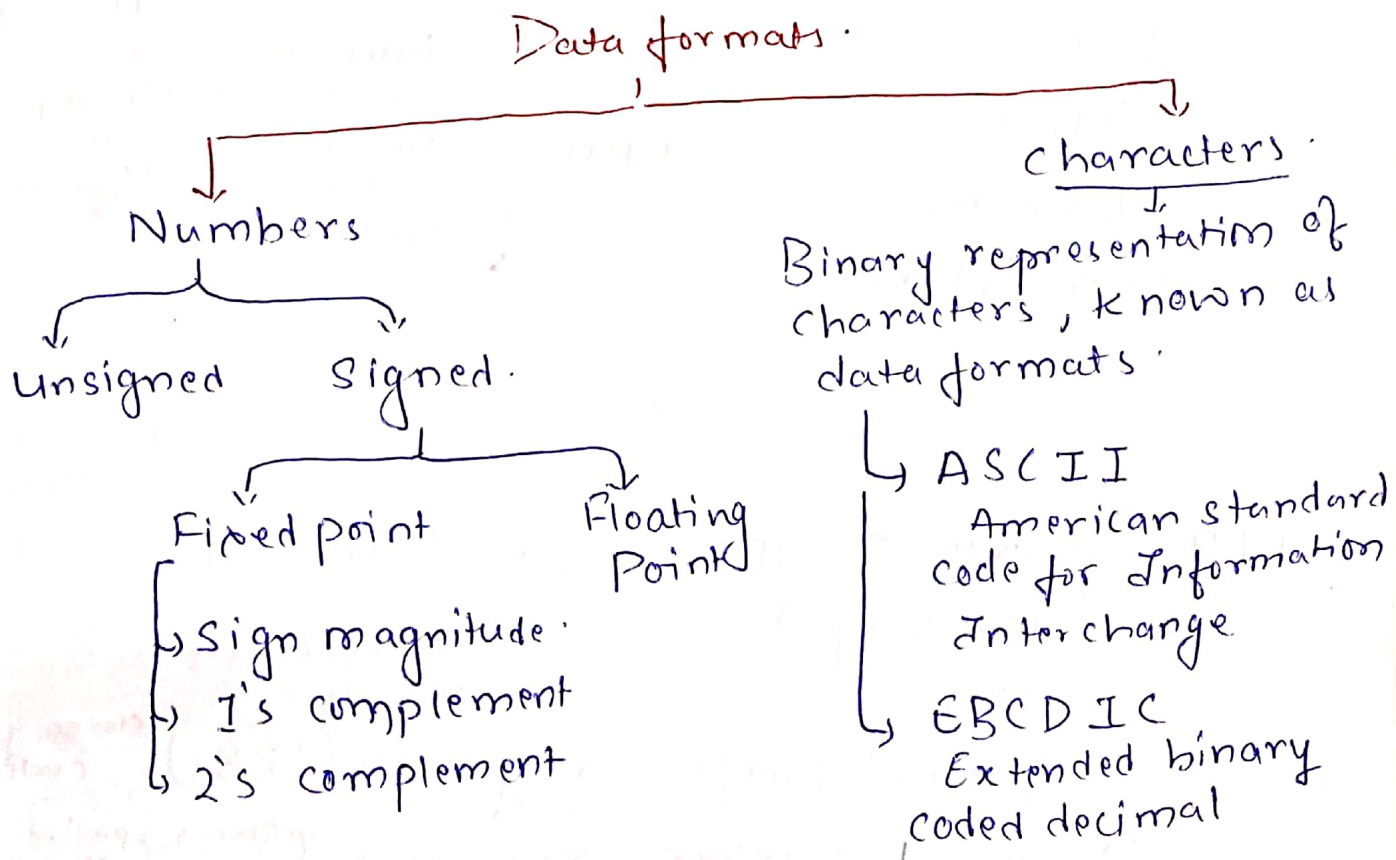 Data formats.
Numbers
Characters.
unsigned
Signed.
Binary representation of
characters, known as
data formats.
Fixed point
Floating
Point
Sign magnitude.
1's complement
2's complement
ASCII
American standard
code for Information
Interchange
EBCDIC
Extended binary
coded decimal